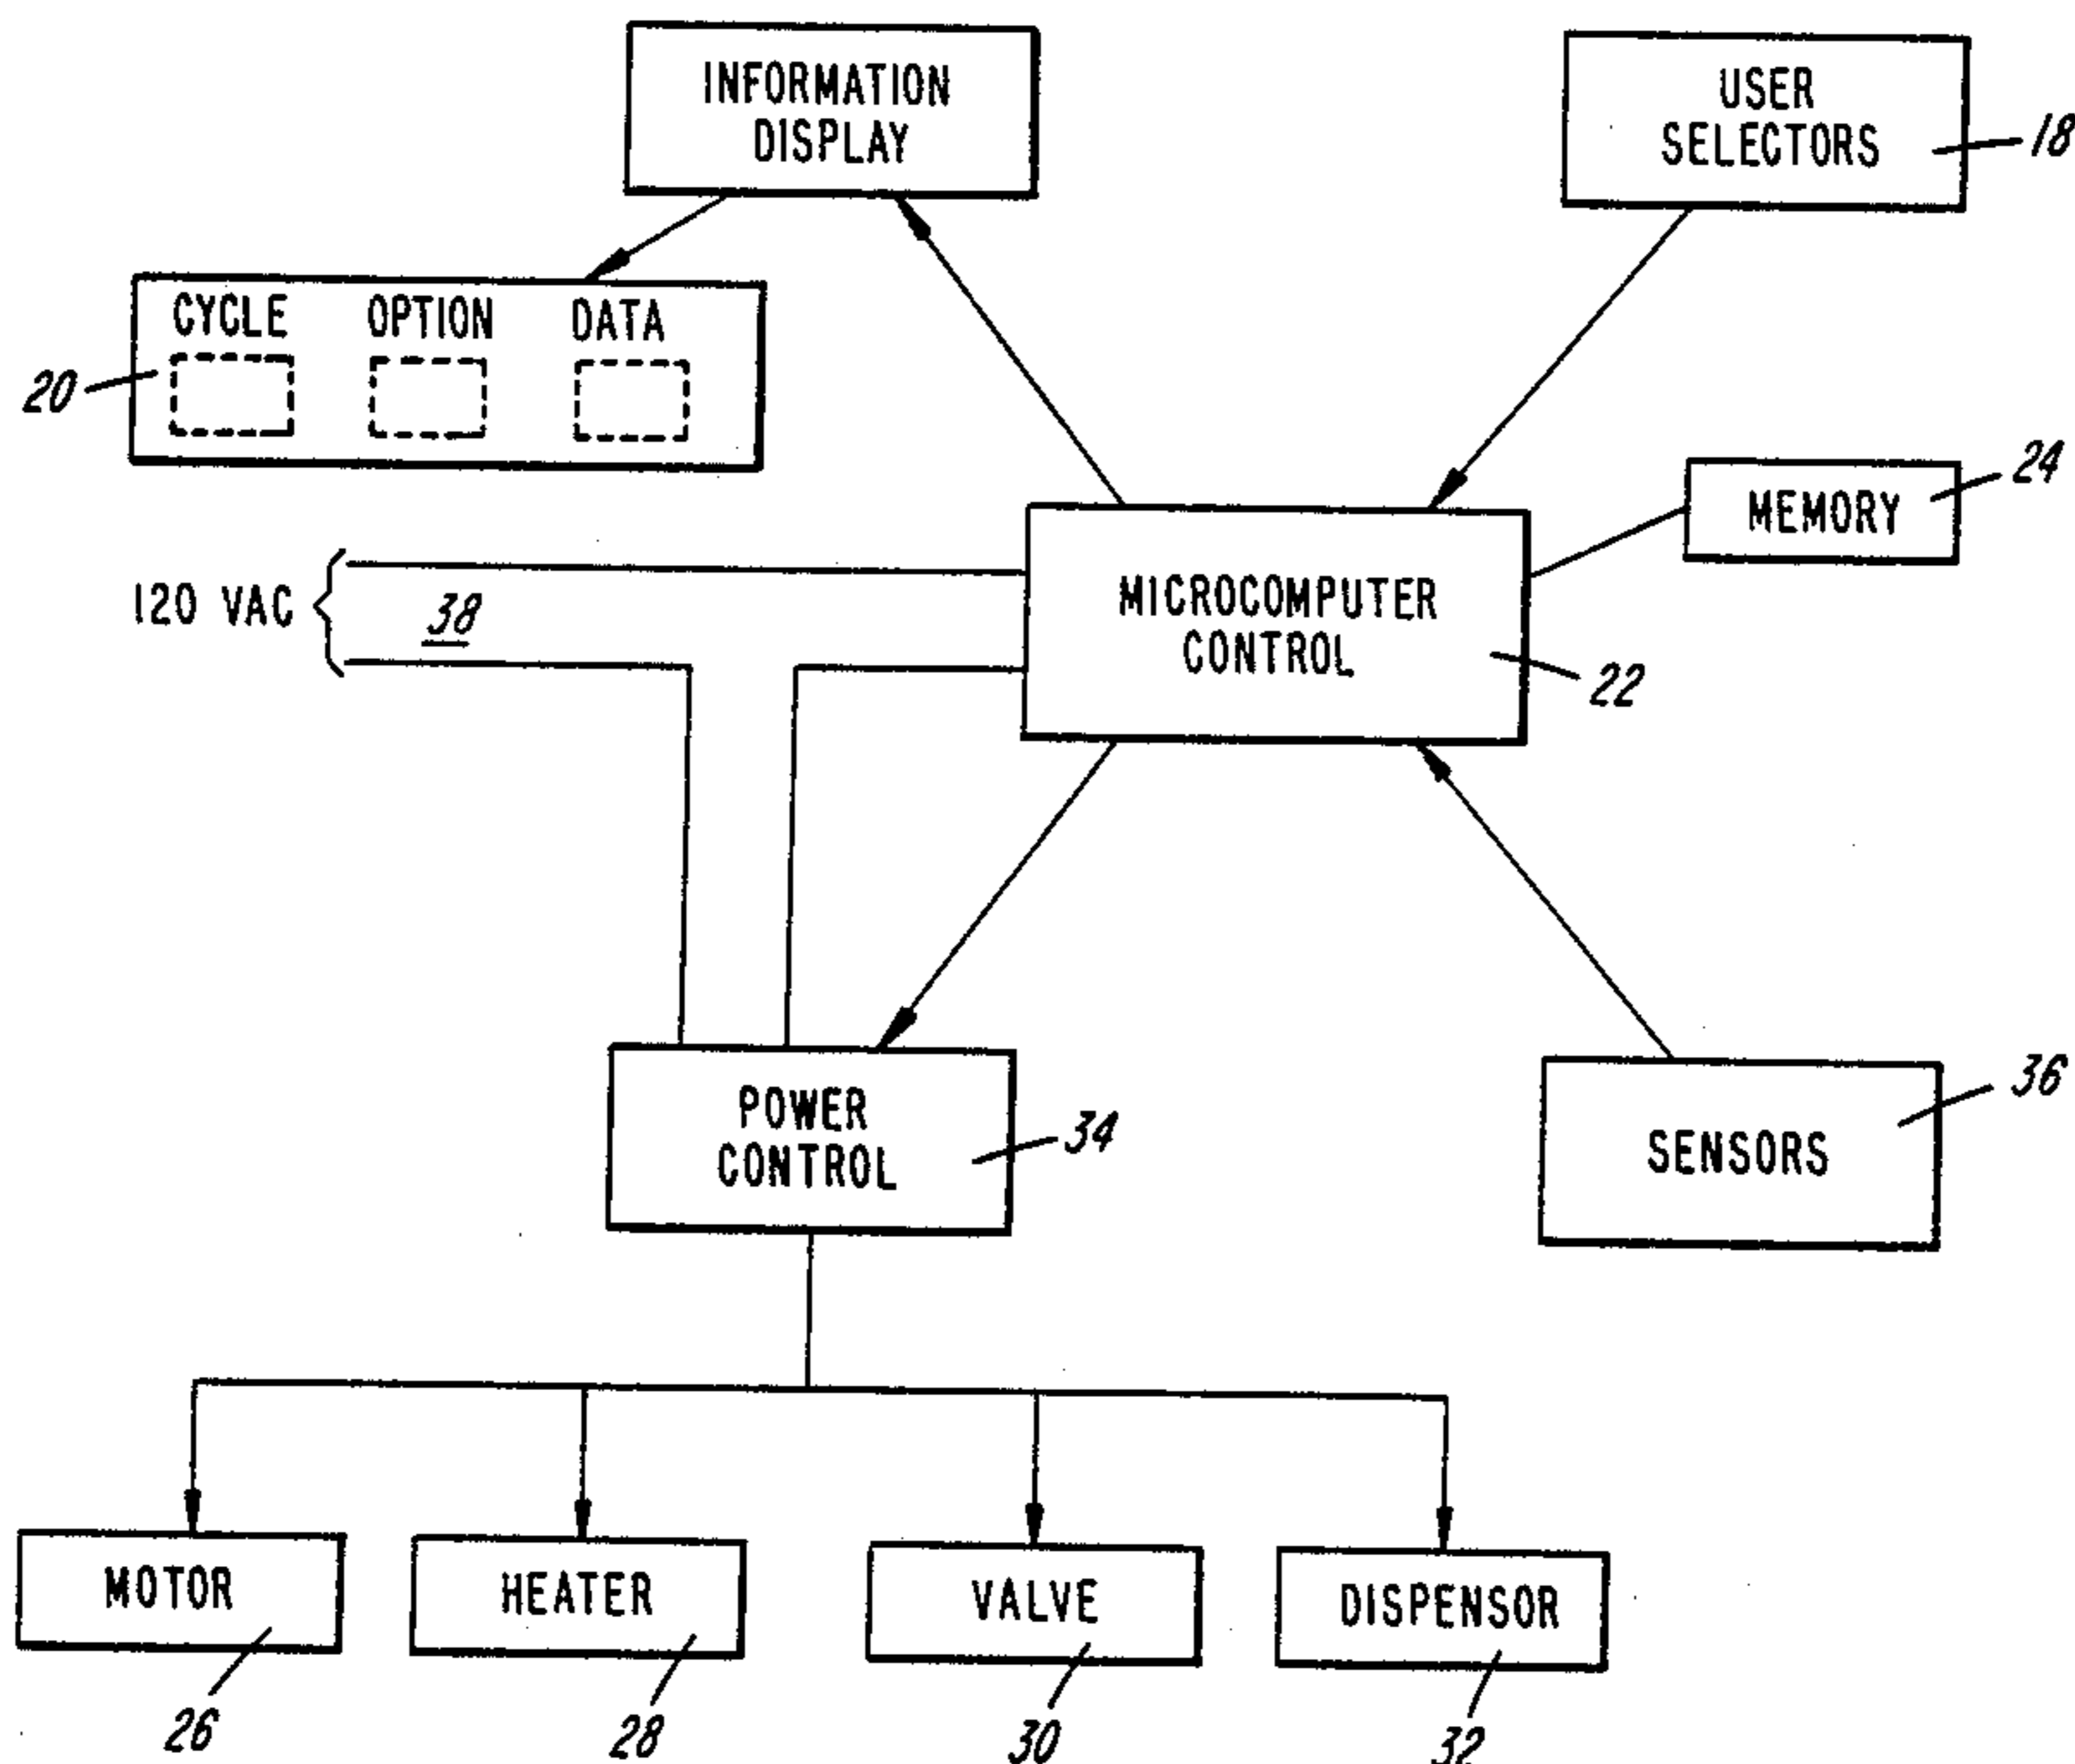 INFORMATION
DISPLAY
USER
SELECTORS
18
CYCLE OPTION DATA
20
24
MEMORY
120 VAC
38
MICROCOMPUTER
CONTROL
22
POWER
CONTROL
34
36
SENSORS
MOTOR
HEATER
VALVE
DISPENSOR
26
28
30
32